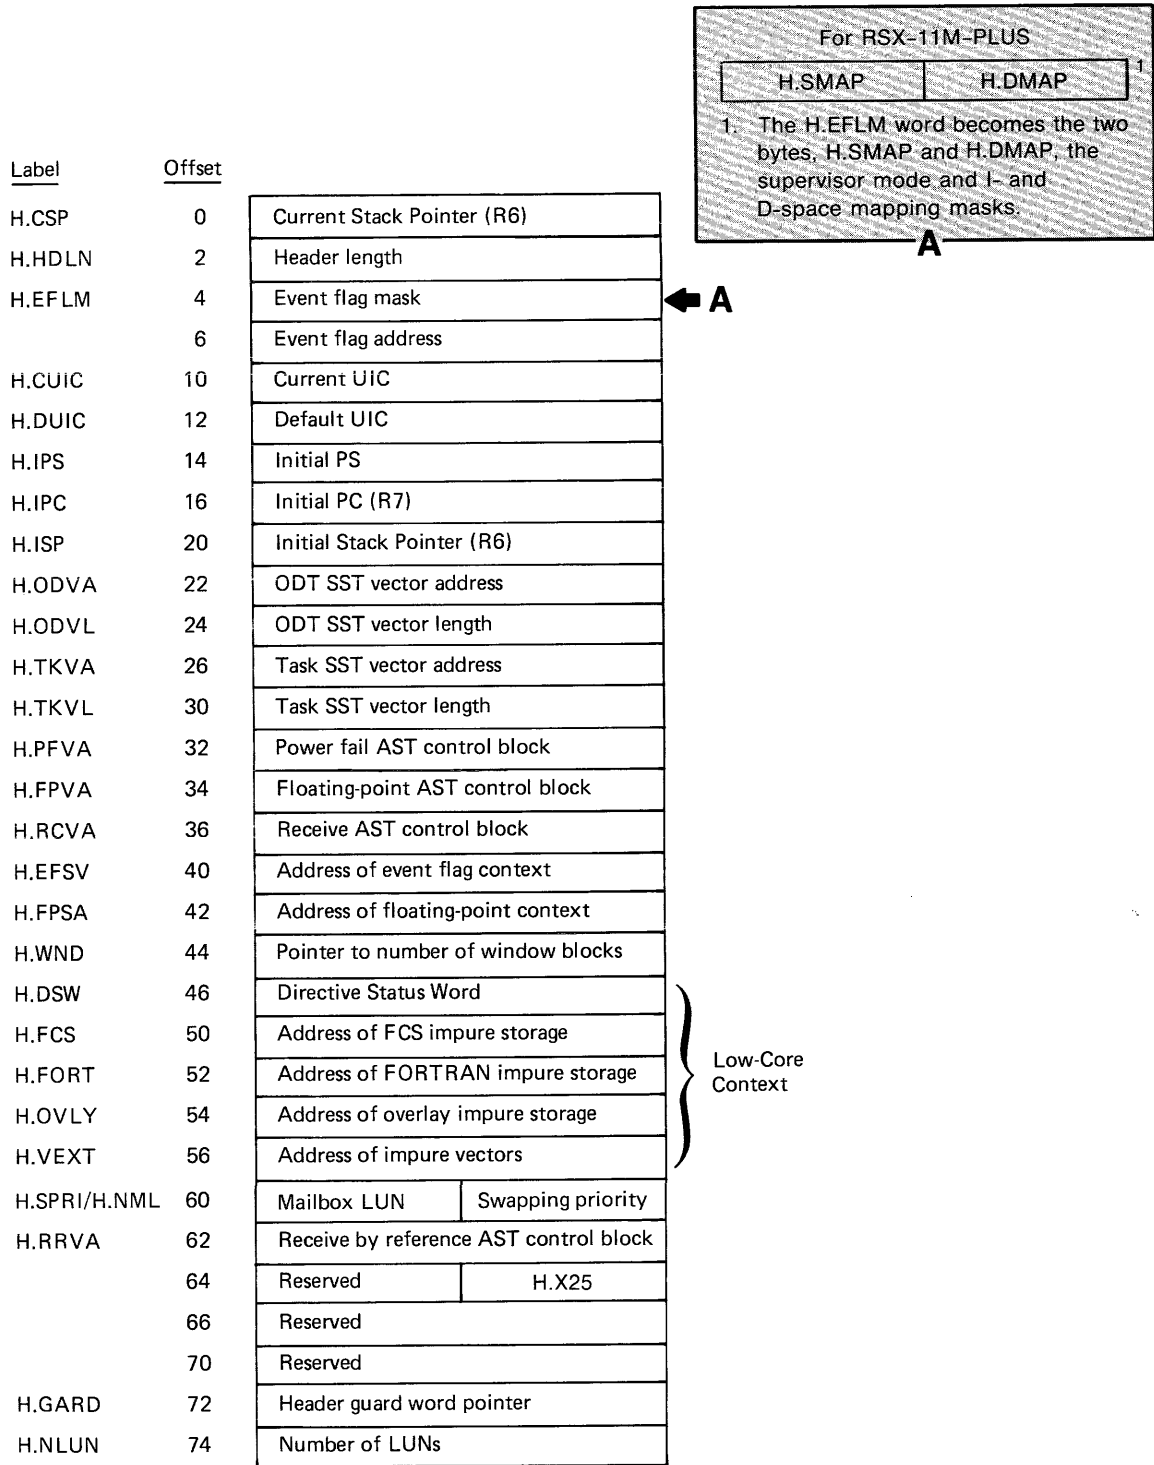 For RSX-11M-PLUS
H.SMAP H.DMAP 1
1. The H.EFLM word becomes the two
bytes, H.SMAP and H.DMAP, the
supervisor mode and I- and
D-space mapping masks.
A
Label Offset
H.CSP 0 Current Stack Pointer (R6)
H.HDLN 2 Header length
H.EFLM 4 Event flag mask A
6 Event flag address
H.CUIC 10 Current UIC
H.DUIC 12 Default UIC
H.IPS 14 Initial PS
H.IPC 16 Initial PC (R7)
H.ISP 20 Initial Stack Pointer (R6)
H.ODVA 22 ODT SST vector address
H.ODVL 24 ODT SST vector length
H.TKVA 26 Task SST vector address
H.TKVL 30 Task SST vector length
H.PFVA 32 Power fail AST control block
H.FPVA 34 Floating-point AST control block
H.RCVA 36 Receive AST control block
H.EFSV 40 Address of event flag context
H.FPSA 42 Address of floating-point context
H.WND 44 Pointer to number of window blocks
H.DSW 46 Directive Status Word
H.FCS 50 Address of FCS impure storage
H.FORT 52 Address of FORTRAN impure storage
H.OVLY 54 Address of overlay impure storage
H.VEXT 56 Address of impure vectors
Low-Core
Context
H.SPRI/H.NML 60 Mailbox LUN Swapping priority
H.RRVA 62 Receive by reference AST control block
64 Reserved H.X25
66 Reserved
70 Reserved
H.GARD 72 Header guard word pointer
H.NLUN 74 Number of LUNs